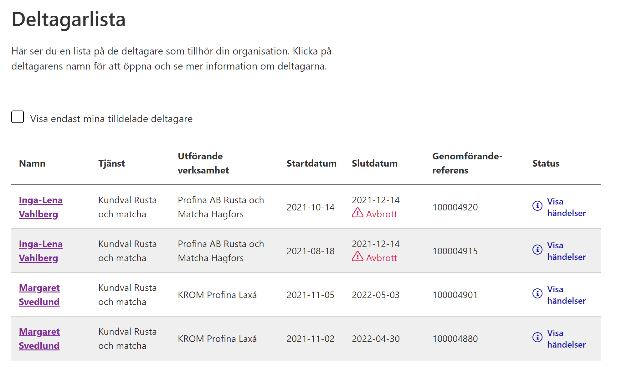 Deltagarlista
Här ser du en lista på de deltagare som tillhör din organisation. Klicka på
deltagarens namn för att öppna och se mer information om deltagarna.
Visa endast mina tilldelade deltagare
Namn Tjänst Utförande verksamhet Startdatum Slutdatum Genomförande-referens Status
Inga-Lena Vahlberg Kundval Rusta och matcha Profina AB Rusta och Matcha Hagfors 2021-10-14 2021-12-14 Avbrott 100004920 Visa händelser
Inga-Lena Vahlberg Kundval Rusta och matcha Profina AB Rusta och Matcha Hagfors 2021-08-18 2021-12-14 Avbrott 100004915 Visa händelser
Margaret Svedlund Kundval Rusta och matcha KROM Profina Laxå 2021-11-05 2022-05-03 100004901 Visa händelser
Margaret Svedlund Kundval Rusta och matcha KROM Profina Laxå 2021-11-02 2022-04-30 100004880 Visa händelser